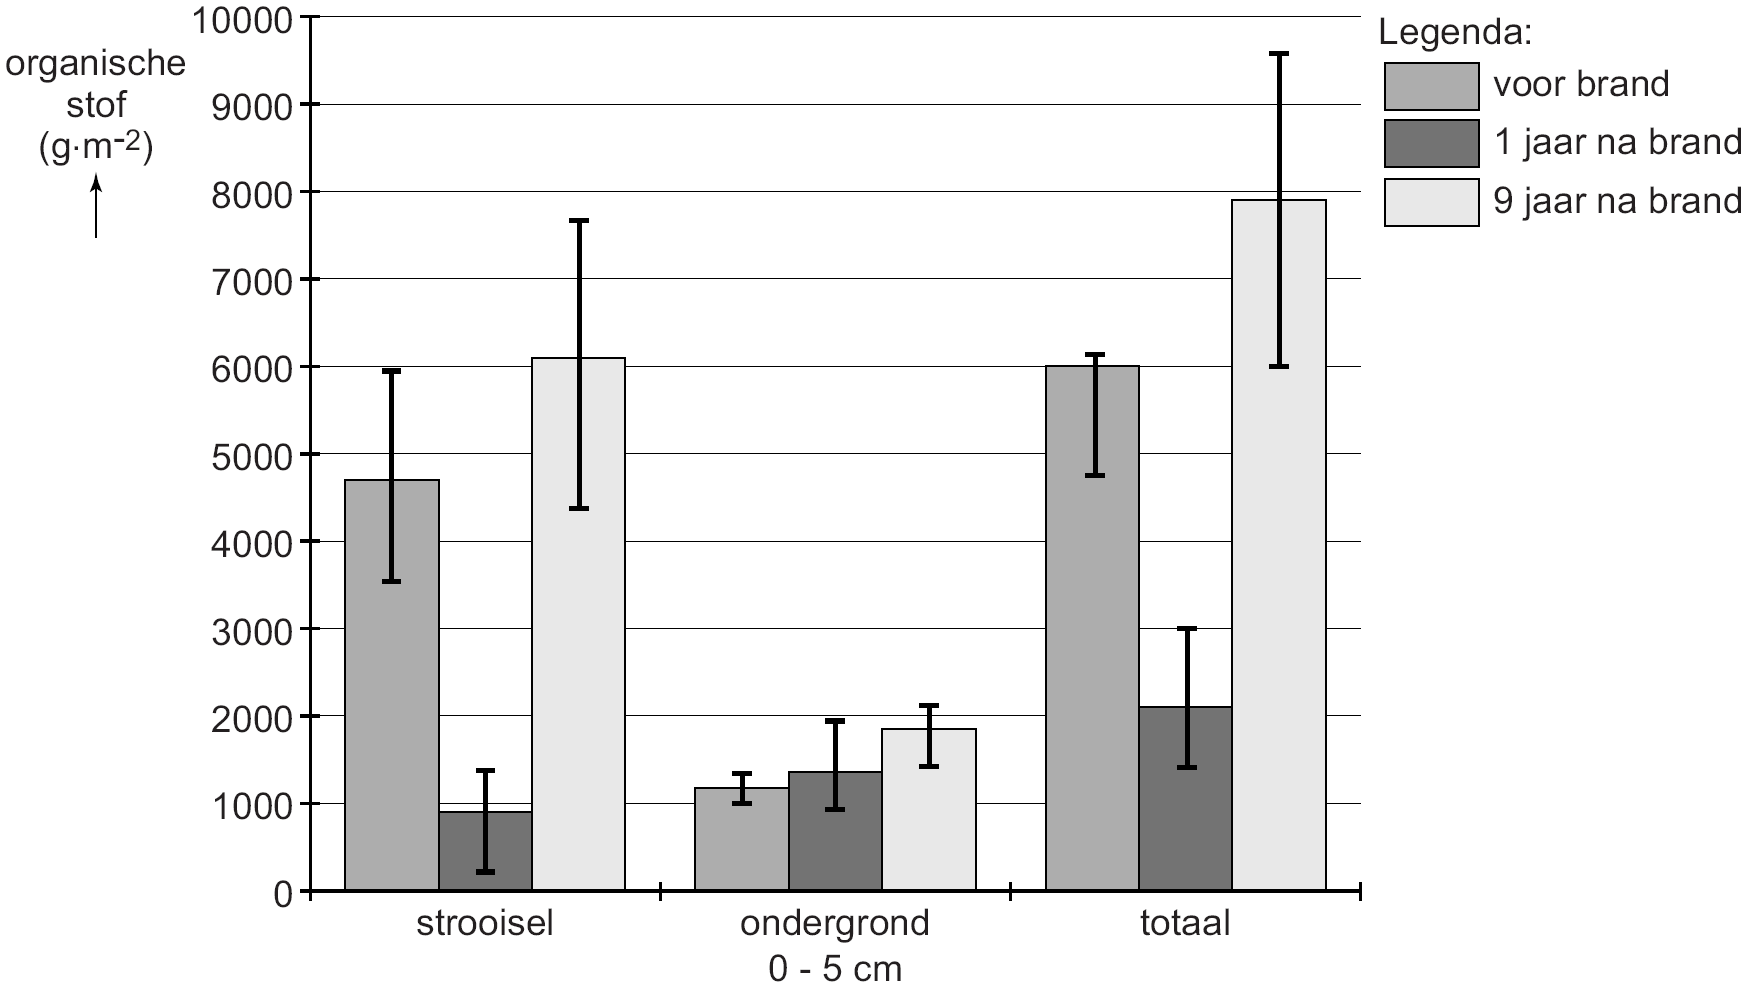 organische
stof
(g·m-2)
10000
9000
8000
7000
6000
5000
4000
3000
2000
1000
0
strooisel
ondergrond
0 - 5 cm
totaal
Legenda:
voor brand
1 jaar na brand
9 jaar na brand